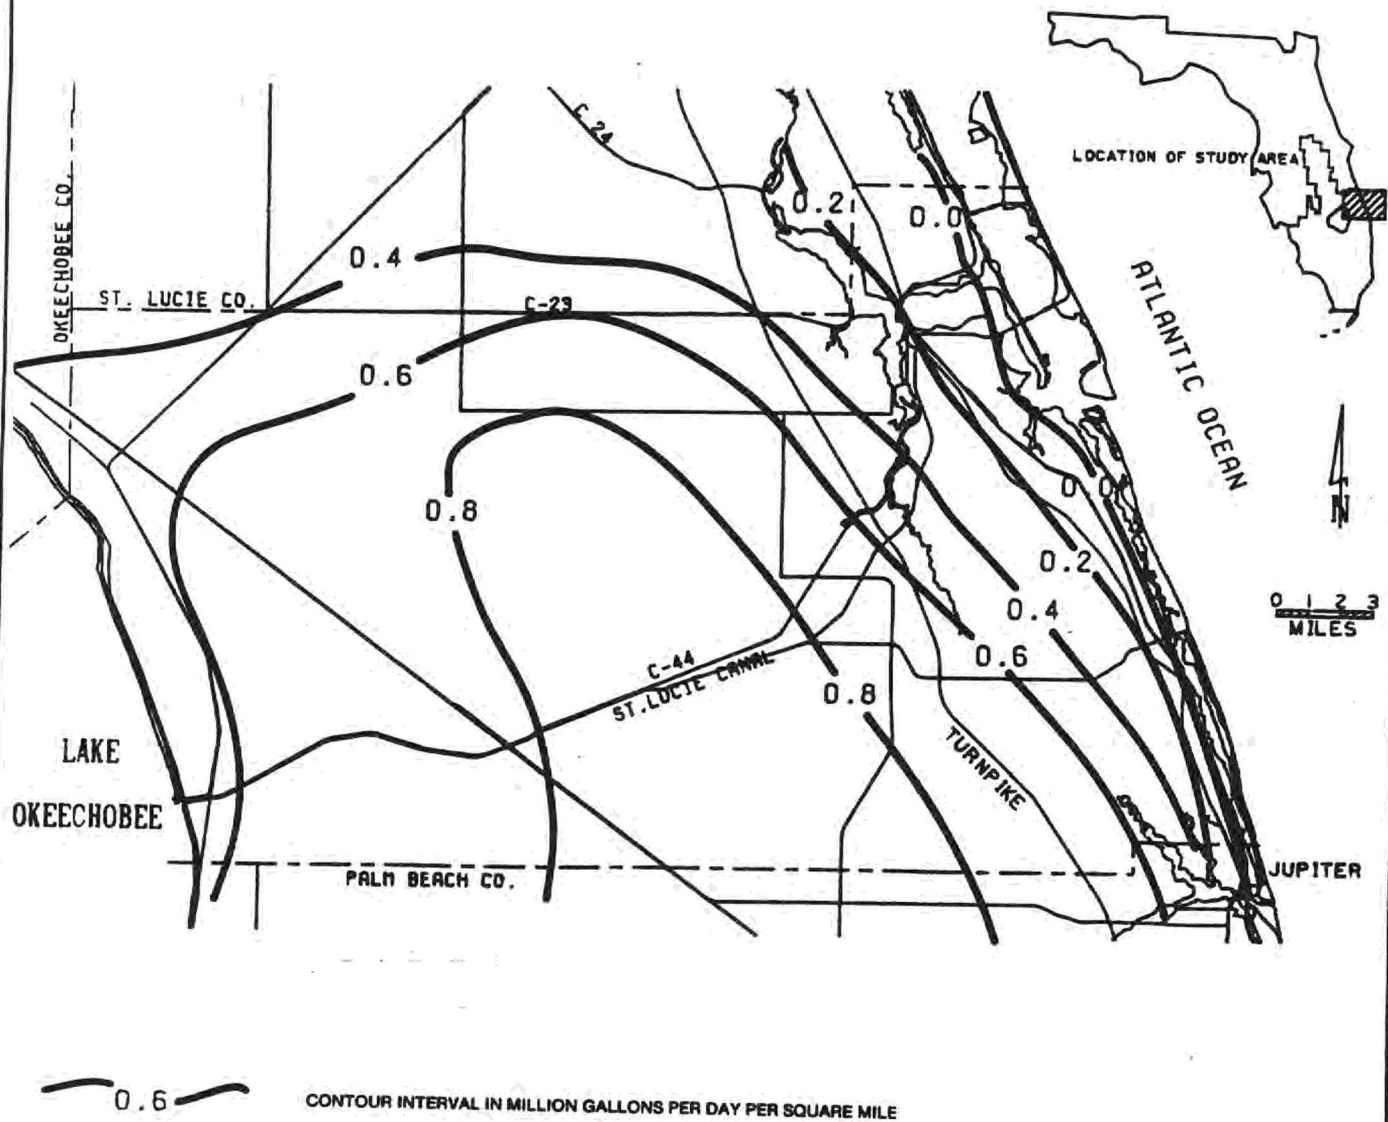 LOCATION OF STUDY AREA
C 24
OKEECHOBEE CO.
0.2
0.0
0.4
ST. LUCIE CO.
C-23
ATLANTIC OCEAN
0.6
0.8
0.0
N
0.2
0 1 2 3
MILES
0.4
0.6
C-44
ST.LUCIE CANAL
0.8
LAKE
OKEECHOBEE
TURNPIKE
PALM BEACH CO.
JUPITER
0.6
CONTOUR INTERVAL IN MILLION GALLONS PER DAY PER SQUARE MILE